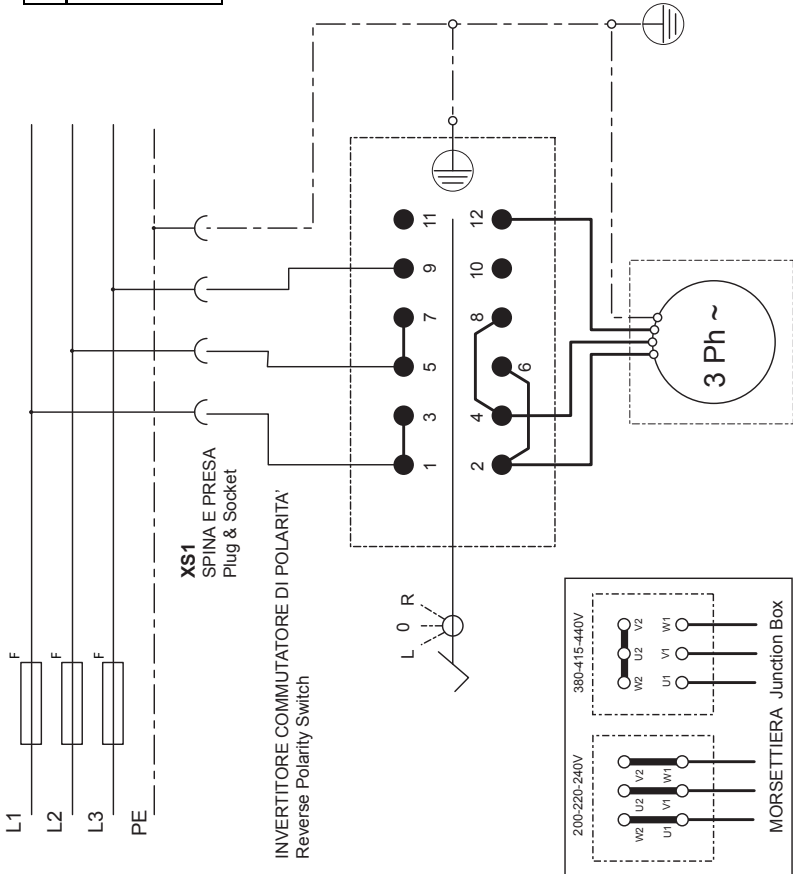 L1
L2
L3
PE
F
F
F
XS1
SPINA E PRESA
Plug & Socket
INVERTITORE COMMUTATORE DI POLARITA'
Reverse Polarity Switch
L 0 R
1 3 5 7 9 11
2 4 6 8 10 12
3 Ph ~
200-220-240V
W2 U2 V2
U1 V1 W1
380-415-440V
W2 U2 V2
U1 V1 W1
MORSETTIERA Junction Box